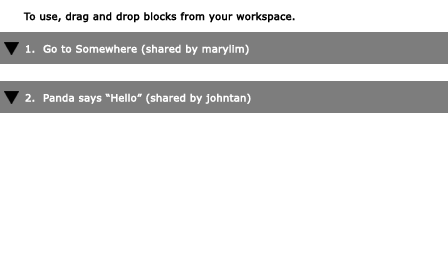 To use, drag and drop blocks from your workspace.
1. Go to Somewhere (shared by marylim)
2. Panda says “Hello” (shared by johntan)